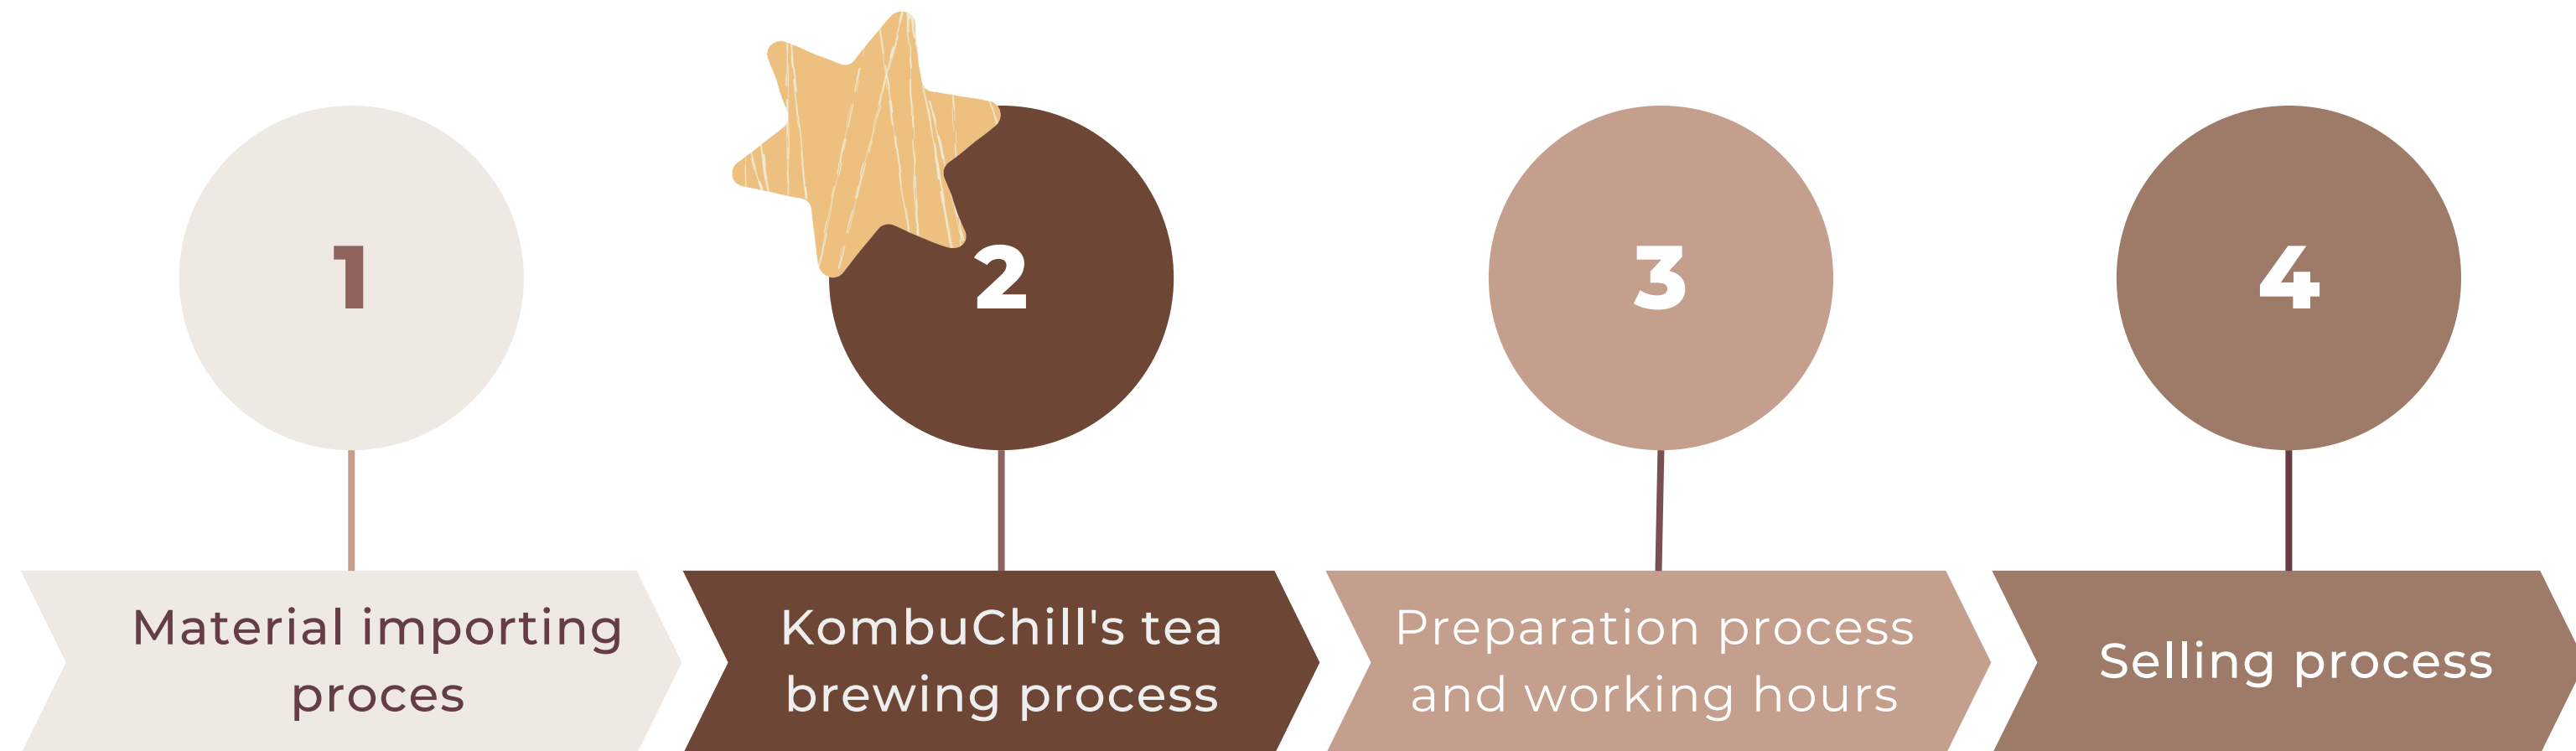 1
2
3
4
Material importing
proces
KombuChill's tea
brewing process
Preparation process
and working hours
Selling process